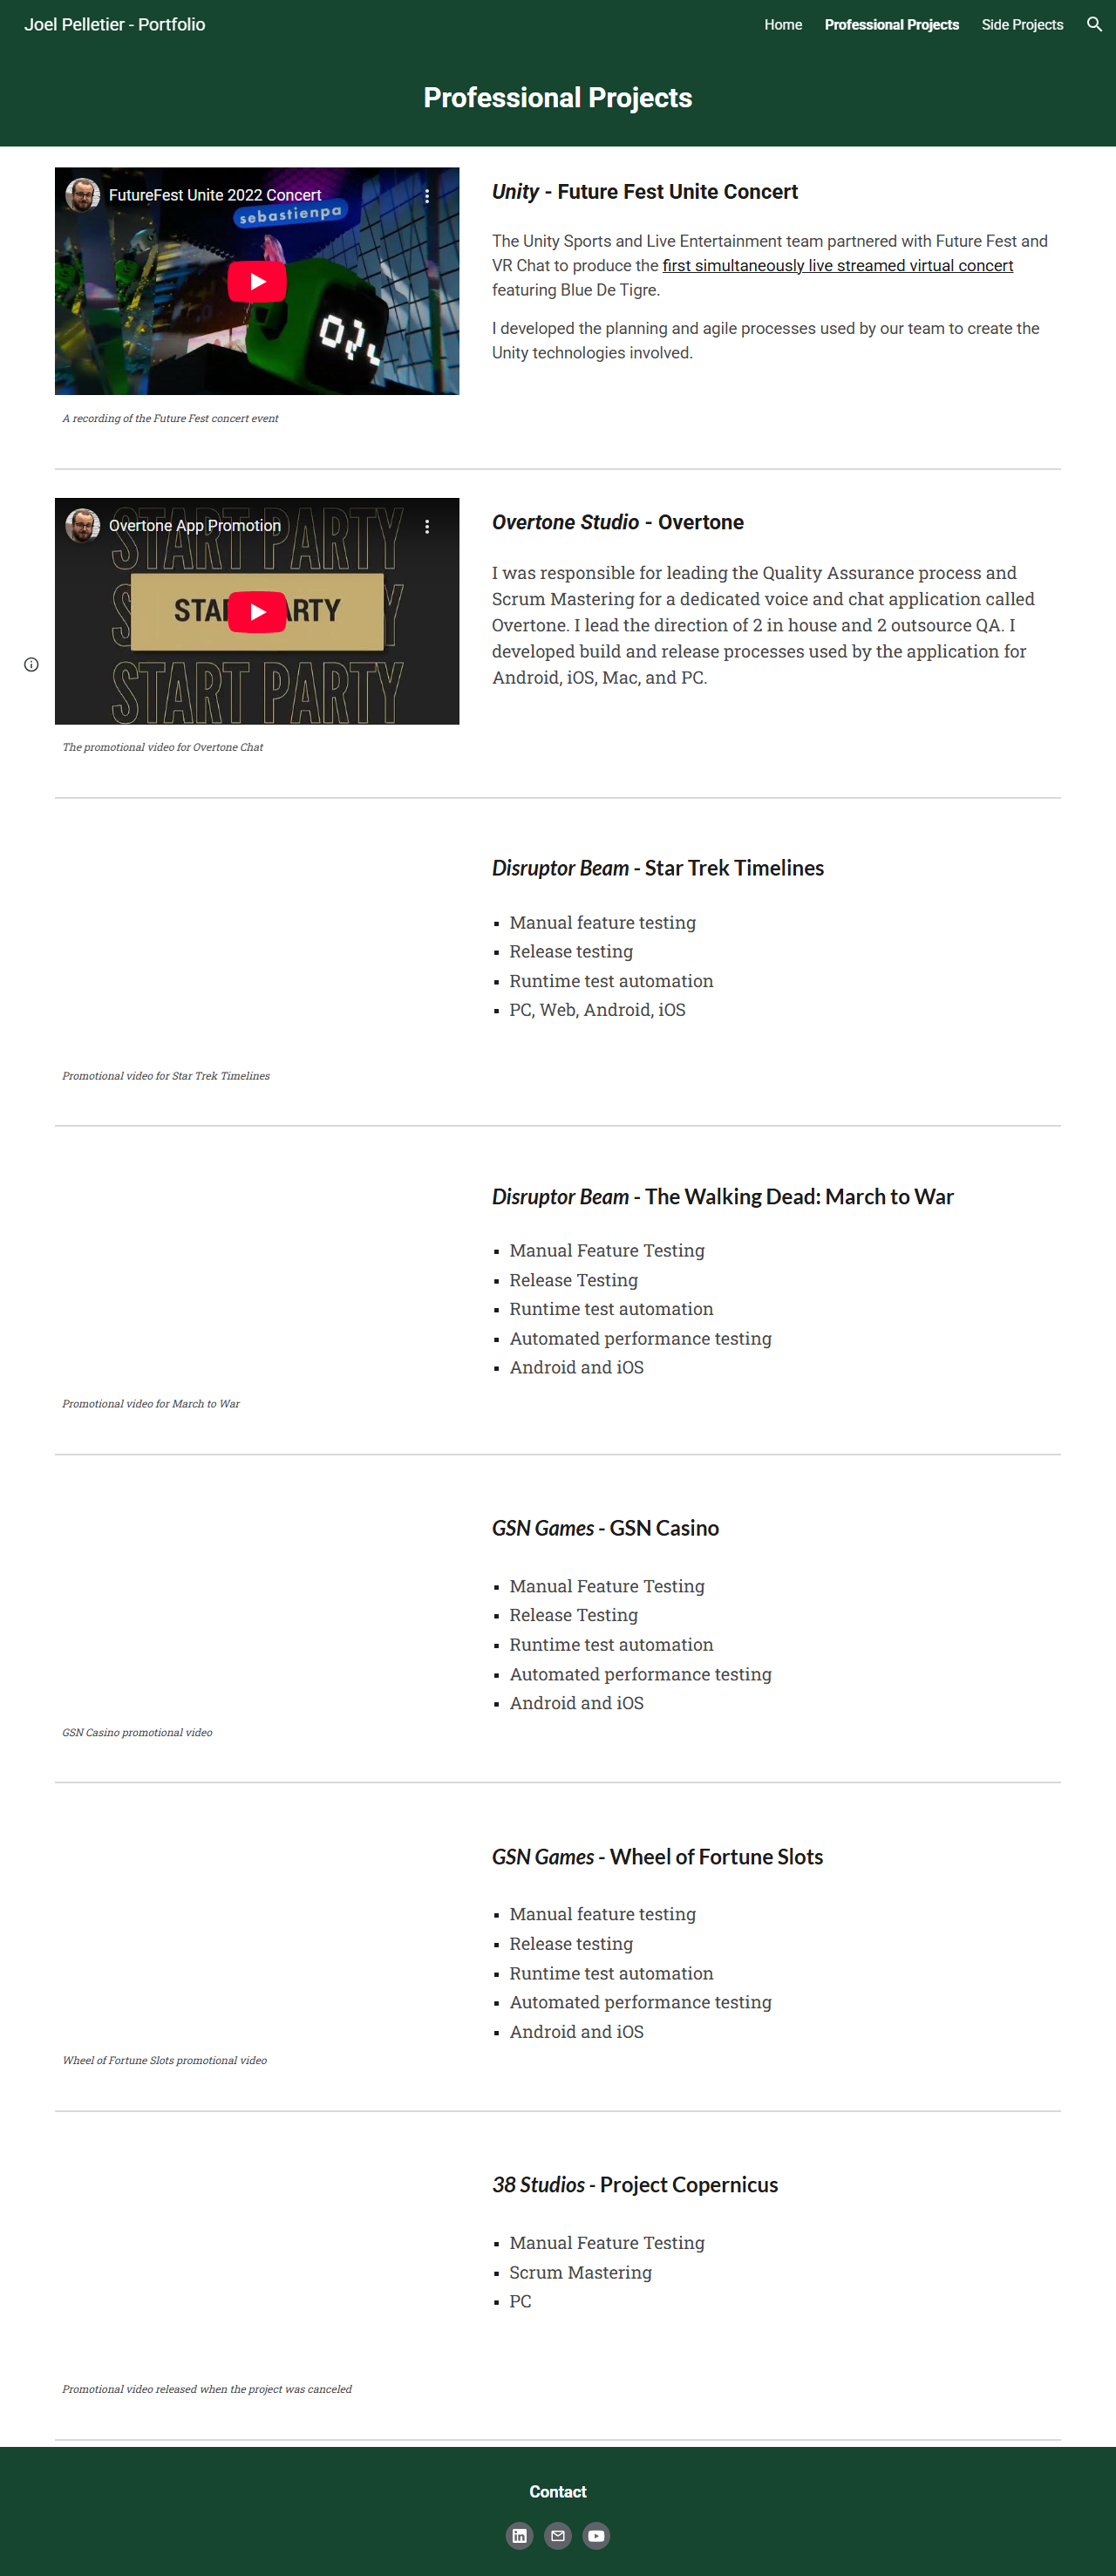 Joel Pelletier - Portfolio
Home
Professional Projects
Side Projects
Professional Projects
FutureFest Unite 2022 Concert
sebastienpa
Unity - Future Fest Unite Concert
The Unity Sports and Live Entertainment team partnered with Future Fest and
VR Chat to produce the first simultaneously live streamed virtual concert
featuring Blue De Tigre.
I developed the planning and agile processes used by our team to create the
Unity technologies involved.
A recording of the Future Fest concert event
Overtone App Promotion
START PARTY
START PARTY
Overtone Studio - Overtone
I was responsible for leading the Quality Assurance process and
Scrum Mastering for a dedicated voice and chat application called
Overtone. I lead the direction of 2 in house and 2 outsource QA. I
developed build and release processes used by the application for
Android, iOS, Mac, and PC.
The promotional video for Overtone Chat
Disruptor Beam - Star Trek Timelines
Manual feature testing
Release testing
Runtime test automation
PC, Web, Android, iOS
Promotional video for Star Trek Timelines
Disruptor Beam - The Walking Dead: March to War
Manual Feature Testing
Release Testing
Runtime test automation
Automated performance testing
Android and iOS
Promotional video for March to War
GSN Games - GSN Casino
Manual Feature Testing
Release Testing
Runtime test automation
Automated performance testing
Android and iOS
GSN Casino promotional video
GSN Games - Wheel of Fortune Slots
Manual feature testing
Release testing
Runtime test automation
Automated performance testing
Android and iOS
Wheel of Fortune Slots promotional video
38 Studios - Project Copernicus
Manual Feature Testing
Scrum Mastering
PC
Promotional video released when the project was canceled
Contact